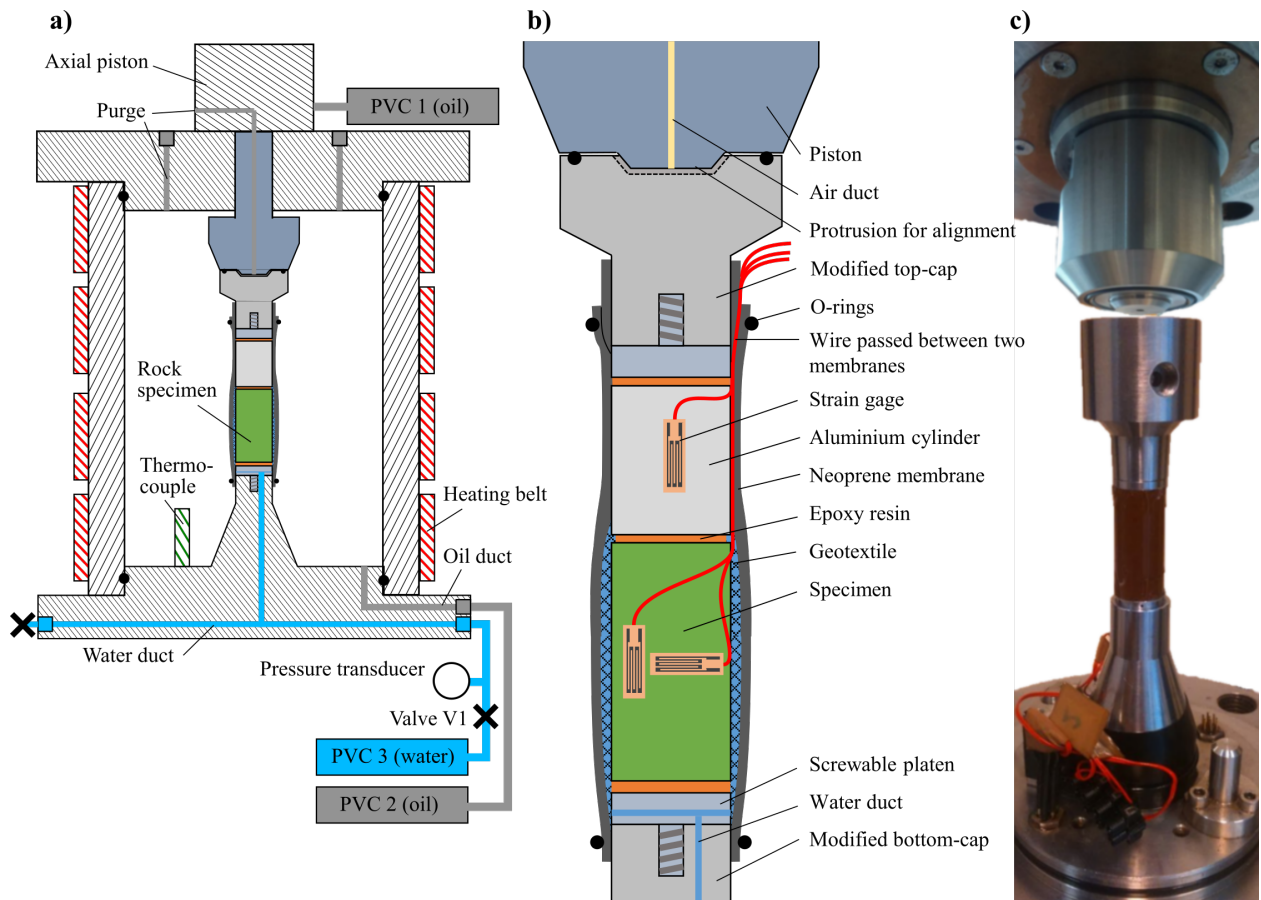 a)
b)
c)
Axial piston
PVC 1 (oil)
Purge
Rock
specimen
Thermo-
couple
Heating belt
Oil duct
Water duct
Pressure transducer
Valve V1
PVC 3 (water)
PVC 2 (oil)
Piston
Air duct
Protrusion for alignment
Modified top-cap
O-rings
Wire passed between two
membranes
Strain gage
Aluminium cylinder
Neoprene membrane
Epoxy resin
Geotextile
Specimen
Screwable platen
Water duct
Modified bottom-cap